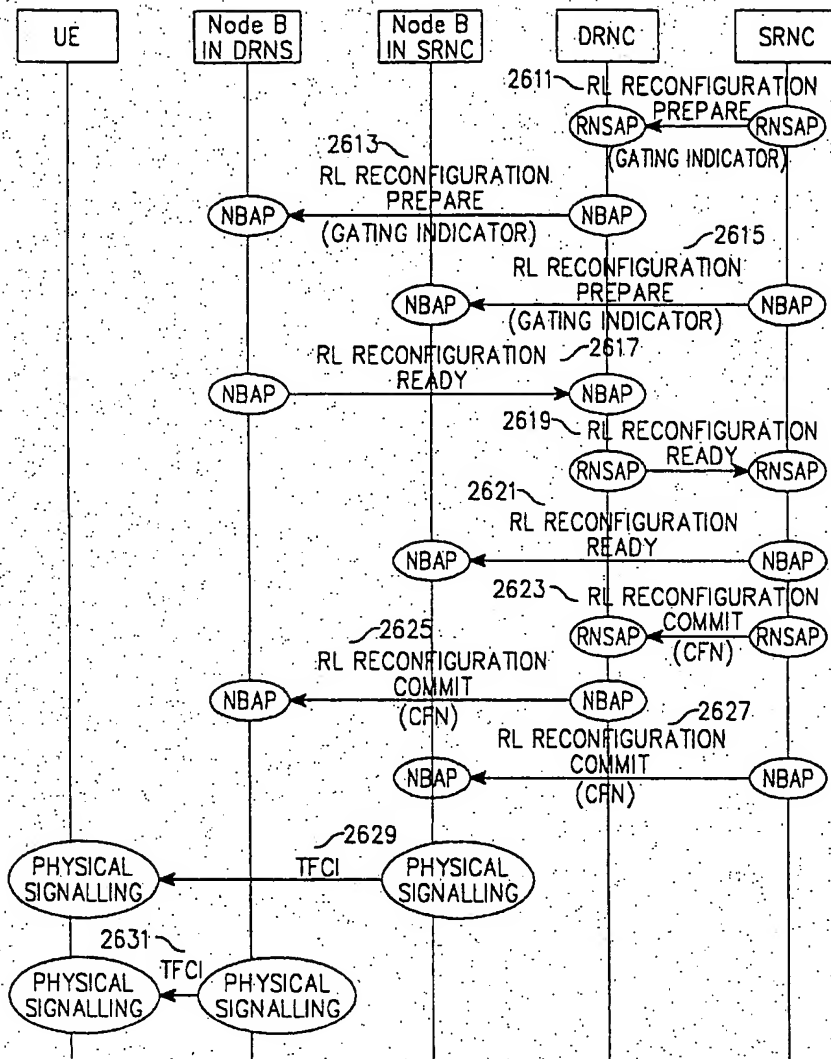 UE
Node B
IN DRNS
Node B
IN SRNC
DRNC
SRNC
2611
RL RECONFIGURATION
PREPARE
RNSAP
RNSAP
(GATING INDICATOR)
2613
RL RECONFIGURATION
PREPARE
NBAP
NBAP
(GATING INDICATOR)
2615
RL RECONFIGURATION
PREPARE
NBAP
NBAP
(GATING INDICATOR)
RL RECONFIGURATION
2617
READY
NBAP
NBAP
2619
RL RECONFIGURATION
READY
RNSAP
RNSAP
2621
RL RECONFIGURATION
READY
NBAP
NBAP
2623
RL RECONFIGURATION
COMMIT
RNSAP
RNSAP
(CFN)
2625
RL RECONFIGURATION
COMMIT
NBAP
NBAP
(CFN)
2627
RL RECONFIGURATION
COMMIT
NBAP
NBAP
(CFN)
2629
PHYSICAL
SIGNALLING
TFCI
PHYSICAL
SIGNALLING
2631
PHYSICAL
SIGNALLING
TFCI
PHYSICAL
SIGNALLING